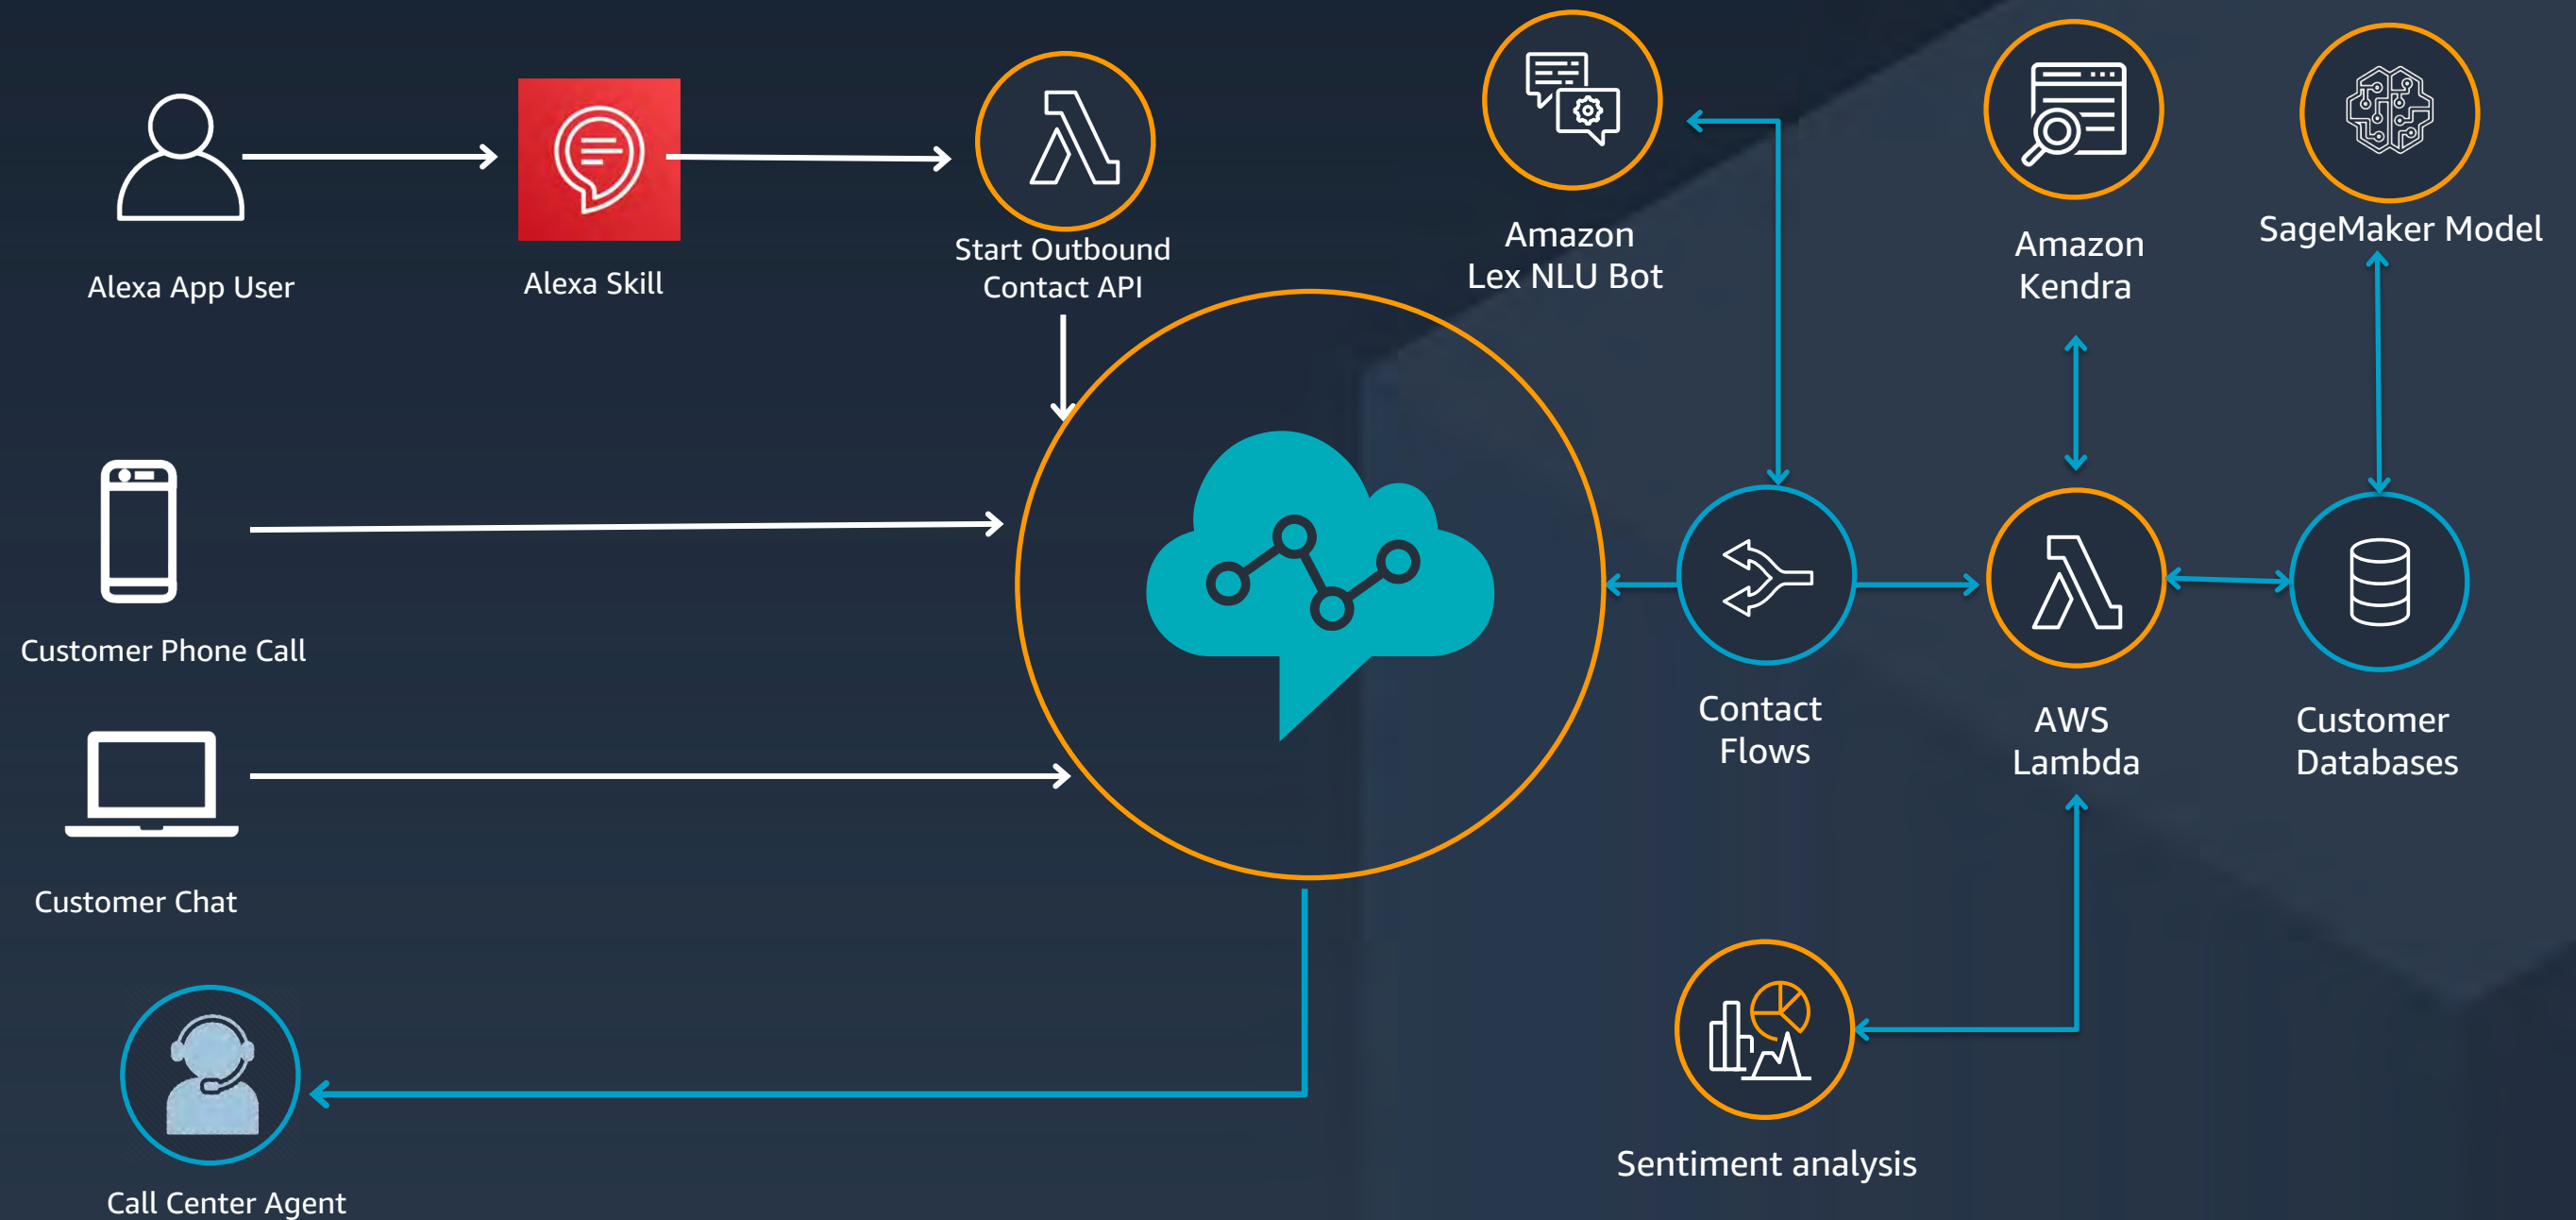 Alexa App User
Alexa Skill
Start Outbound
Contact API
Amazon
Lex NLU Bot
Amazon
Kendra
SageMaker Model
Customer Phone Call
Contact
Flows
AWS
Lambda
Customer
Databases
Customer Chat
Sentiment analysis
Call Center Agent